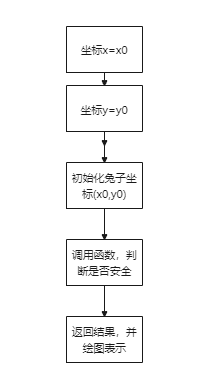 坐标x=x0
坐标y=y0
初始化兔子坐
标(x0,y0)
调用函数，判
断是否安全
返回结果，并
绘图表示